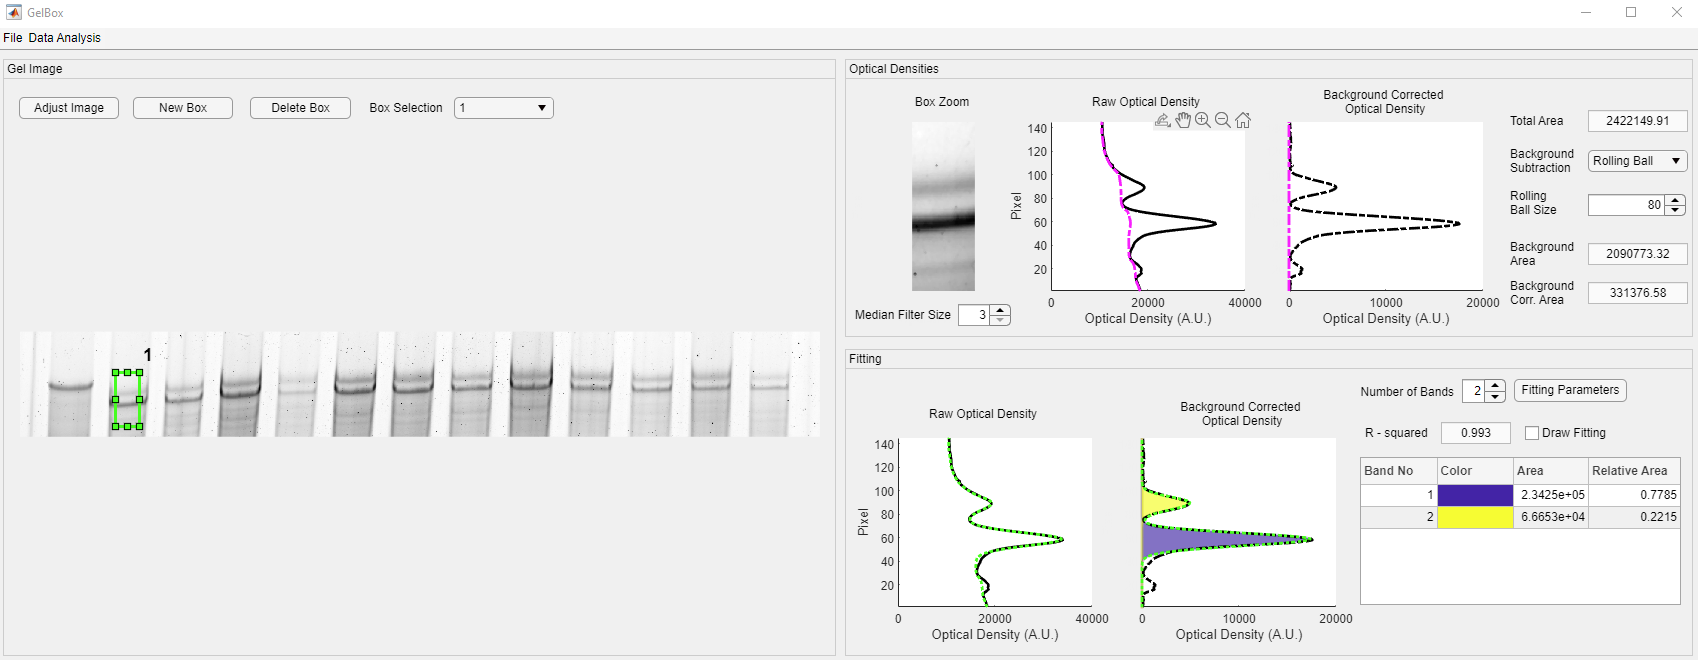 GelBox
File Data Analysis
Gel Image
Adjust Image New Box Delete Box Box Selection 1
1
Optical Densities
Box Zoom
Median Filter Size 3
Raw Optical Density
140
120
100
80
60
40
20
Pixel
0 20000 40000
Optical Density (A.U.)
Background Corrected
Optical Density
0 10000 20000
Optical Density (A.U.)
Total Area 2422149.91
Background
Subtraction Rolling Ball
Rolling
Ball Size 80
Background
Area 2090773.32
Background
Corr. Area 331376.58
Fitting
Raw Optical Density
140
120
100
80
60
40
20
Pixel
0 20000 40000
Optical Density (A.U.)
Background Corrected
Optical Density
0 10000 20000
Optical Density (A.U.)
Number of Bands 2 Fitting Parameters
R - squared 0.993 Draw Fitting
Band No Color Area Relative Area
1 2.3425e+05 0.7785
2 6.6653e+04 0.2215